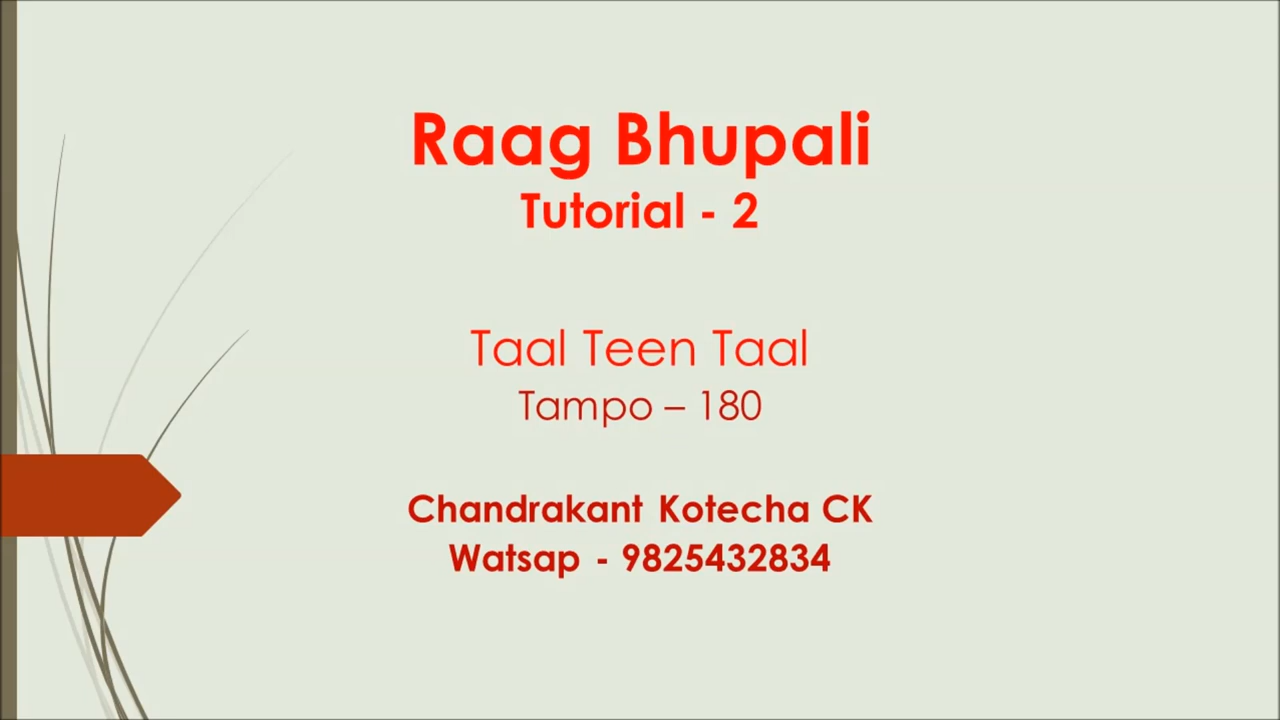 Raag Bhupali
Tutorial - 2
Taal Teen Taal
Tampo – 180
Chandrakant Kotecha CK
Watsap - 9825432834